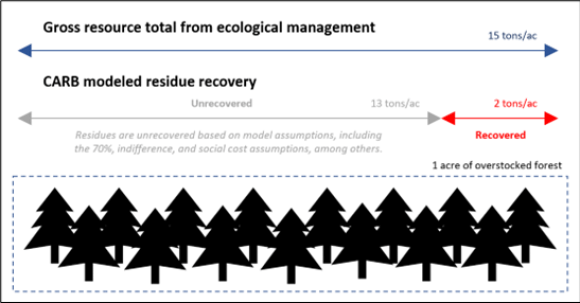 Gross resource total from ecological management
15 tons/ac
CARB modeled residue recovery
Unrecovered
13 tons/ac
2 tons/ac
Residues are unrecovered based on model assumptions, including
the 70%, indifference, and social cost assumptions, among others.
Recovered
1 acre of overstocked forest